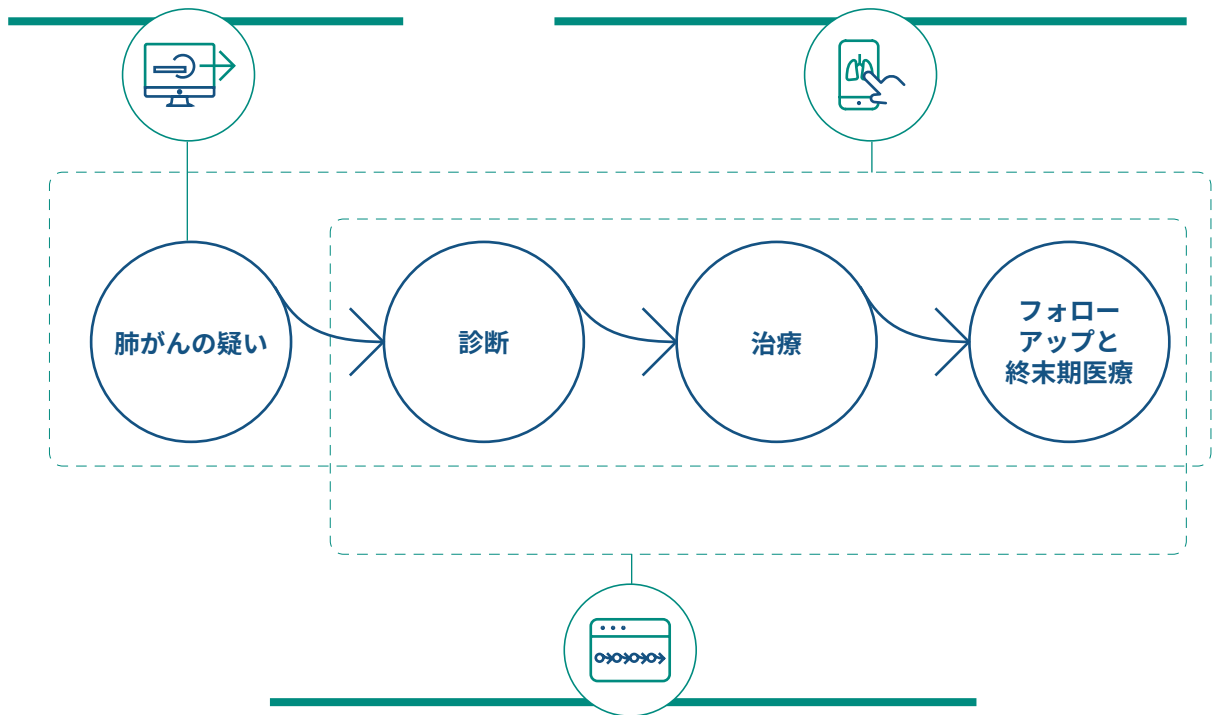 肺がんの疑い
診断
治療
フォロー
アップと
終末期医療